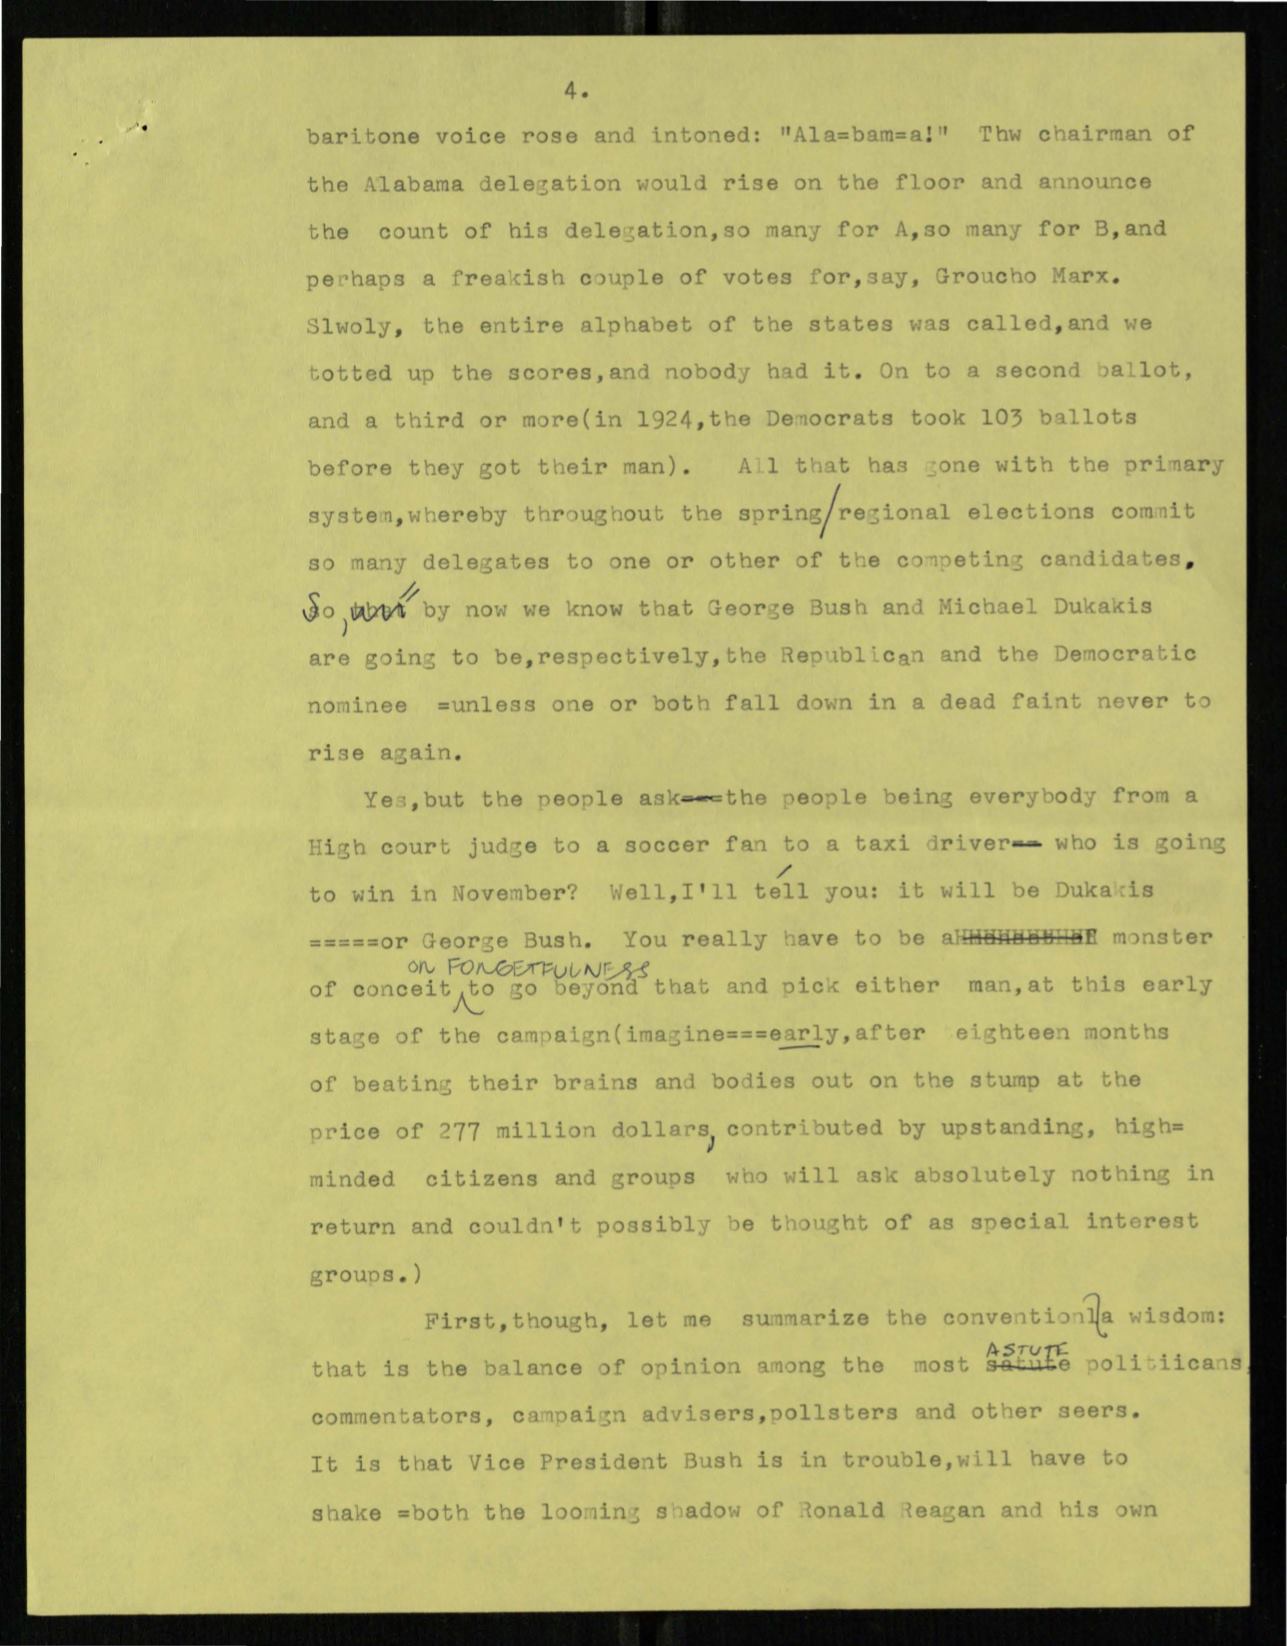 4.
baritone voice rose and intoned: "Ala=bam=a!" Thw chairman of
the Alabama delegation would rise on the floor and announce
the count of his delegation,so many for A,so many for B,and
perhaps a freakish couple of votes for,say, Groucho Marx.
Slwoly, the entire alphabet of the states was called,and we
totted up the scores,and nobody had it. On to a second ballot,
and a third or more(in 1924,the Democrats took 103 ballots
before they got their man). All that has gone with the primary
system,whereby throughout the spring/regional elections commit
so many delegates to one or other of the competing candidates.
So, by now we know that George Bush and Michael Dukakis
are going to be,respectively,the Republican and the Democratic
nominee =unless one or both fall down in a dead faint never to
rise again.
Yes,but the people ask===the people being everybody from a
High court judge to a soccer fan to a taxi driver== who is going
to win in November? Well,I'll tell you: it will be Dukakis
=====or George Bush. You really have to be a monster
OR FORGETFULNESS
of conceit to go beyond that and pick either man,at this early
stage of the campaign(imagine===early,after eighteen months
of beating their brains and bodies out on the stump at the
price of 277 million dollars, contributed by upstanding, high=
minded citizens and groups who will ask absolutely nothing in
return and couldn't possibly be thought of as special interest
groups.)
First,though, let me summarize the conventionla wisdom:
ASTUTE
that is the balance of opinion among the most satute politiicans,
commentators, campaign advisers,pollsters and other seers.
It is that Vice President Bush is in trouble,will have to
shake =both the looming shadow of Ronald Reagan and his own